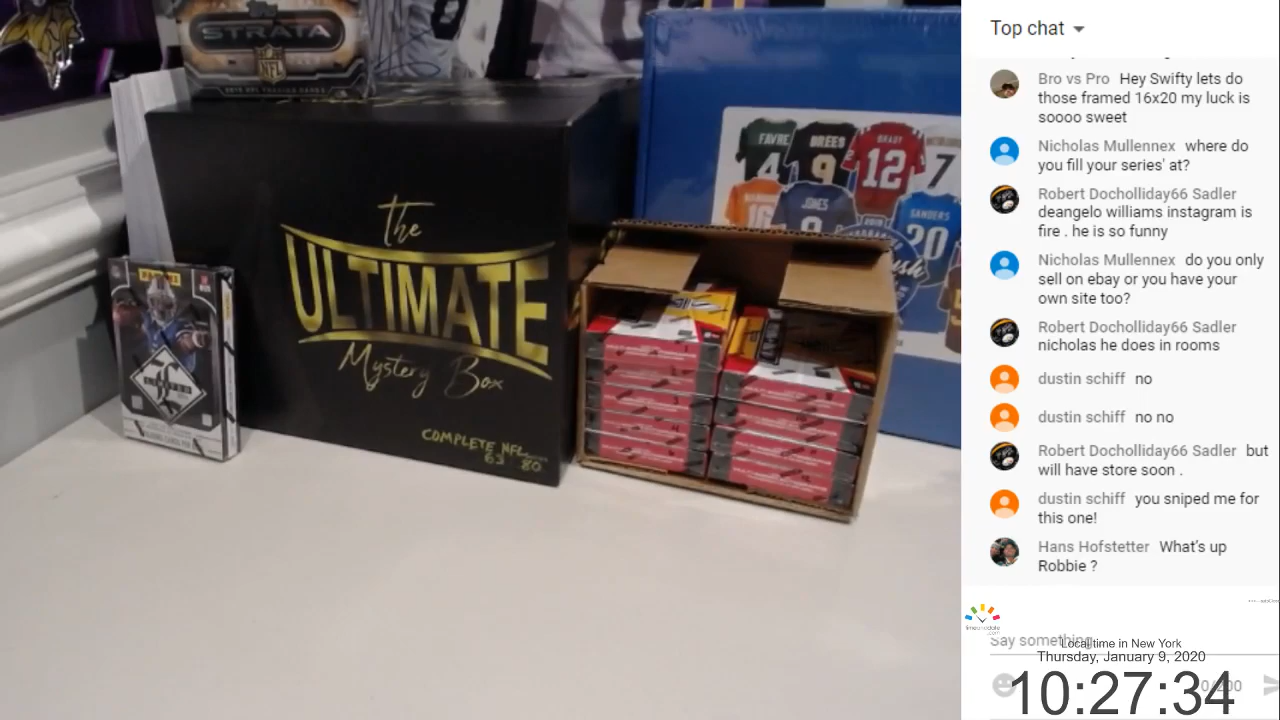 STRATA
NFL
FAVRE
4
BREES
9
BRADY
12
7
16
JONES
SANDERS
20
PANINI
LIMITED
The
ULTIMATE
Mystery Box
COMPLETE NFL
63 80
Top chat
Bro vs Pro Hey Swifty lets do
those framed 16x20 my luck is
soooo sweet
Nicholas Mullennex where do
you fill your series' at?
Robert Docholliday66 Sadler
deangelo williams instagram is
fire . he is so funny
Nicholas Mullennex do you only
sell on ebay or you have your
own site too?
Robert Docholliday66 Sadler
nicholas he does in rooms
dustin schiff no
dustin schiff no no
Robert Docholliday66 Sadler but
will have store soon .
dustin schiff you sniped me for
this one!
Hans Hofstetter What's up
Robbie ?
Say something
Local time in New York
Thursday, January 9, 2020
10:27:34